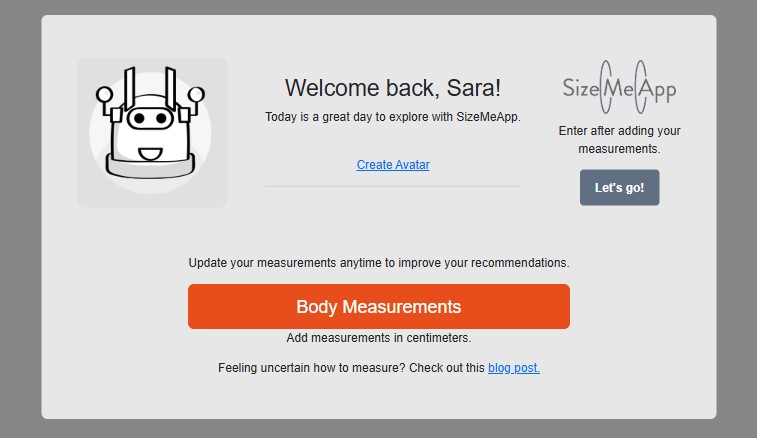 Welcome back, Sara!
Today is a great day to explore with SizeMeApp.
Create Avatar
SizeMeApp
Enter after adding your
measurements.
Let's go!
Update your measurements anytime to improve your recommendations.
Body Measurements
Add measurements in centimeters.
Feeling uncertain how to measure? Check out this blog post.